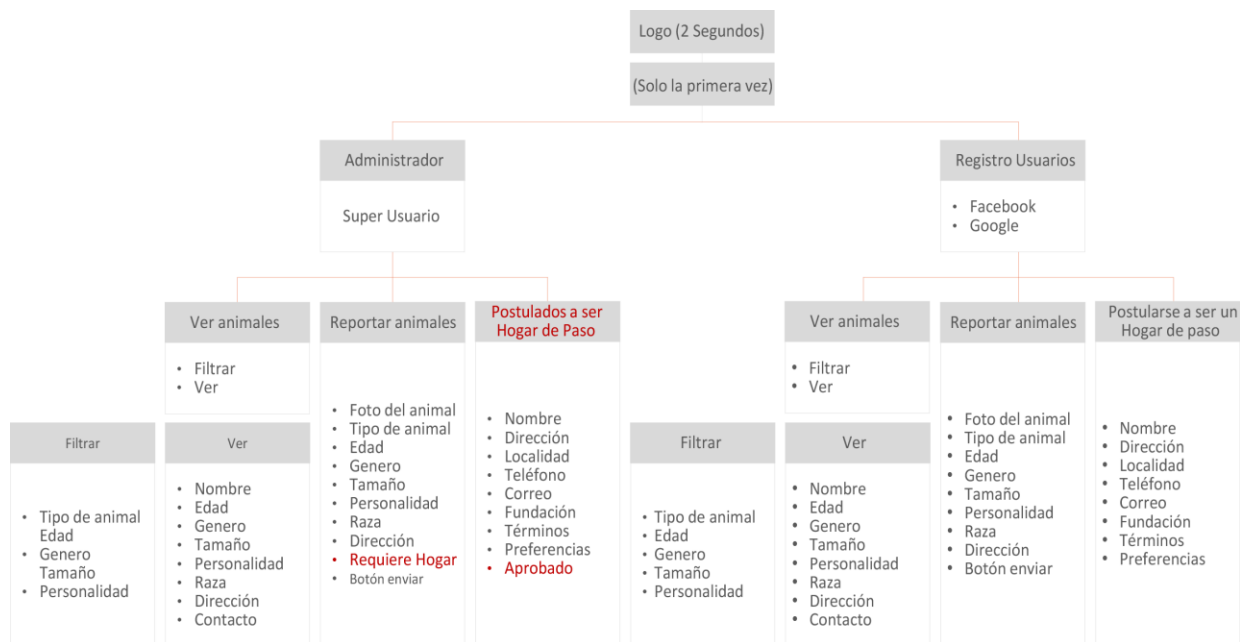 Logo (2 Segundos)
(Solo la primera vez)
Administrador
Super Usuario
Registro Usuarios
• Facebook
• Google
Ver animales
• Filtrar
• Ver
Filtrar
• Tipo de animal
Edad
• Genero
Tamaño
• Personalidad
Ver
• Nombre
• Edad
• Genero
• Tamaño
• Personalidad
• Raza
• Dirección
• Contacto
Reportar animales
• Foto del animal
• Tipo de animal
• Edad
• Genero
• Tamaño
• Personalidad
• Raza
• Dirección
• Requiere Hogar
• Botón enviar
Postulados a ser
Hogar de Paso
• Nombre
• Dirección
• Localidad
• Teléfono
• Correo
• Fundación
• Términos
• Preferencias
• Aprobado
Ver animales
• Filtrar
• Ver
Filtrar
• Tipo de animal
• Edad
• Genero
• Tamaño
• Personalidad
Ver
• Nombre
• Edad
• Genero
• Tamaño
• Personalidad
• Raza
• Dirección
• Contacto
Reportar animales
• Foto del animal
• Tipo de animal
• Edad
• Genero
• Tamaño
• Personalidad
• Raza
• Dirección
• Botón enviar
Postularse a ser un
Hogar de paso
• Nombre
• Dirección
• Localidad
• Teléfono
• Correo
• Fundación
• Términos
• Preferencias